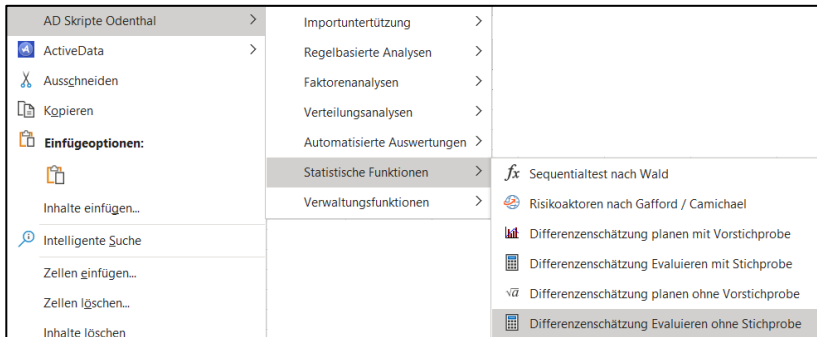 AD Skripte Odenthal
ActiveData
Ausschneiden
Kopieren
Einfügeoptionen:
Inhalte einfügen...
Intelligente Suche
Zellen einfügen...
Zellen löschen...
Inhalte löschen
Importuntertützung
Regelbasierte Analysen
Faktorenanalysen
Verteilungsanalysen
Automatisierte Auswertungen
Statistische Funktionen
Verwaltungsfunktionen
fx Sequentialtest nach Wald
Risikoaktoren nach Gafford / Camichael
Differenzenschätzung planen mit Vorstichprobe
Differenzenschätzung Evaluieren mit Stichprobe
√a Differenzenschätzung planen ohne Vorstichprobe
Differenzenschätzung Evaluieren ohne Stichprobe